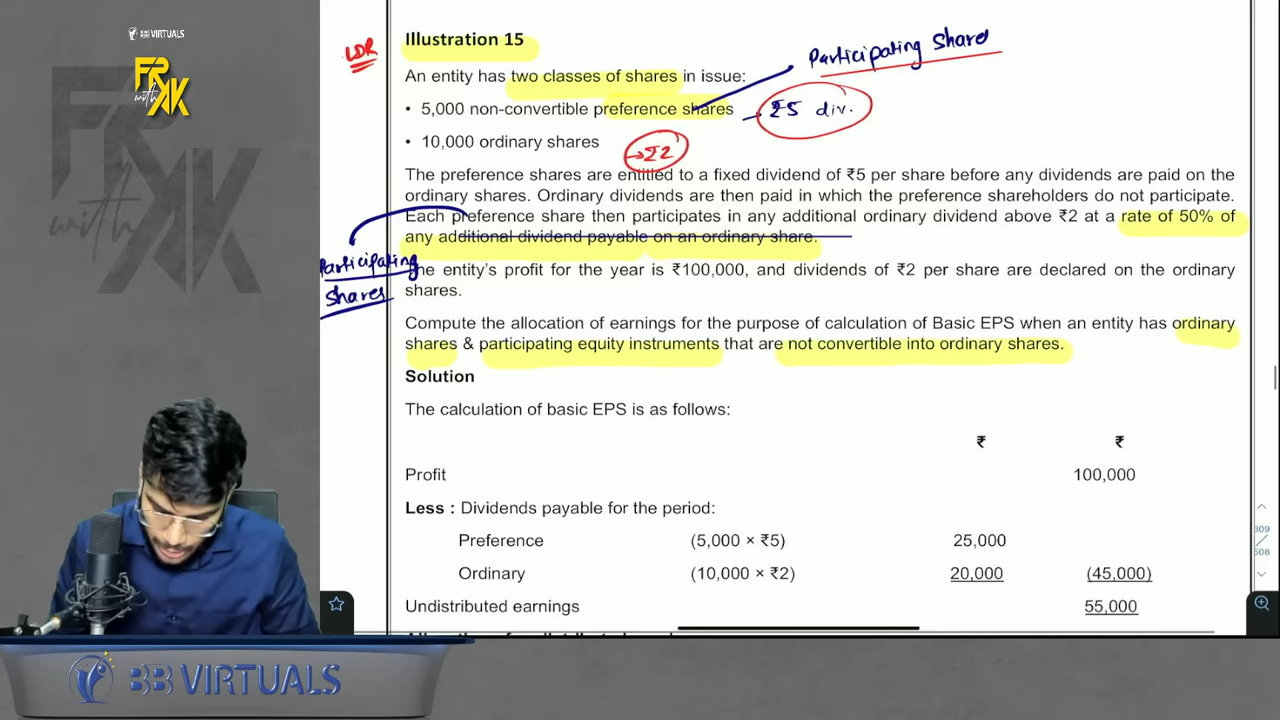 BB VIRTUALS
FR
with
AK
FR
with
AK
LDR
Illustration 15
Participating Share
An entity has two classes of shares in issue:
• 5,000 non-convertible preference shares
₹5 div.
• 10,000 ordinary shares
→₹2
The preference shares are entitled to a fixed dividend of ₹5 per share before any dividends are paid on the
ordinary shares. Ordinary dividends are then paid in which the preference shareholders do not participate.
Each preference share then participates in any additional ordinary dividend above ₹2 at a rate of 50% of
any additional dividend payable on an ordinary share.
Participating
Shares
The entity's profit for the year is ₹100,000, and dividends of ₹2 per share are declared on the ordinary
shares.
Compute the allocation of earnings for the purpose of calculation of Basic EPS when an entity has ordinary
shares & participating equity instruments that are not convertible into ordinary shares.
Solution
The calculation of basic EPS is as follows:
₹ ₹
Profit 100,000
Less : Dividends payable for the period:
Preference (5,000 × ₹5) 25,000
Ordinary (10,000 × ₹2) 20,000 (45,000)
Undistributed earnings 55,000
309
508
BB VIRTUALS